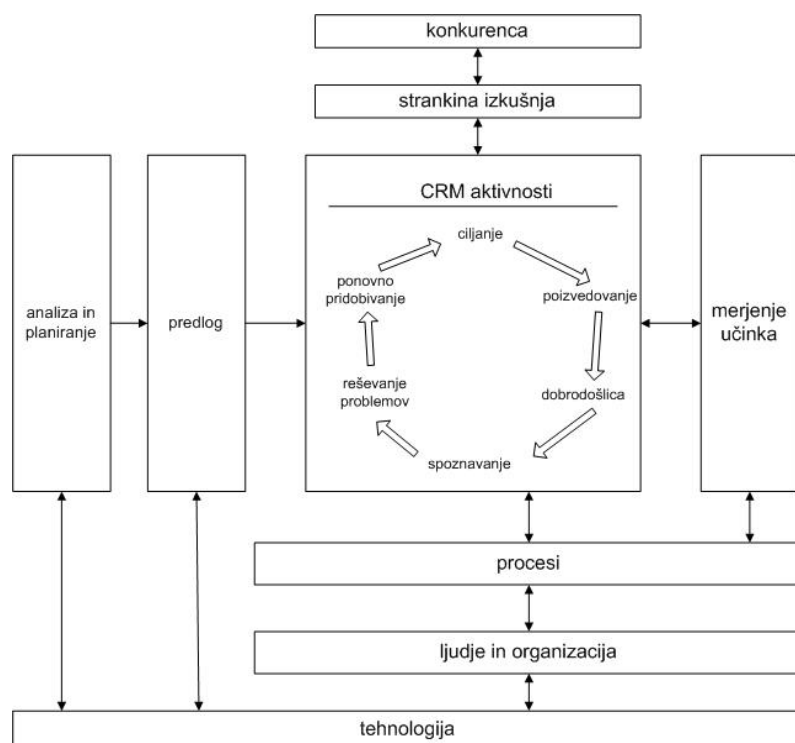 konkurenca
strankina izkušnja
CRM aktivnosti
ciljanje
ponovno
pridobivanje
poizvedovanje
analiza in
planiranje
predlog
merjenje
učinka
reševanje
problemov
dobrodošlica
spoznavanje
procesi
ljudje in organizacija
tehnologija